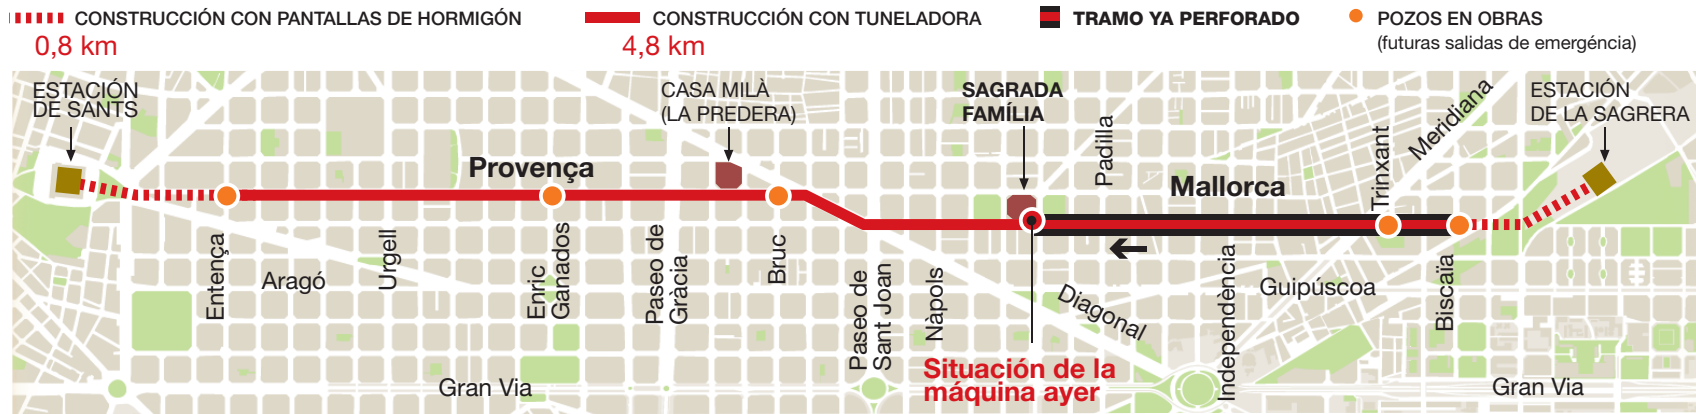 CONSTRUCCIÓN CON PANTALLAS DE HORMIGÓN
0,8 km
CONSTRUCCIÓN CON TUNELADORA
4,8 km
TRAMO YA PERFORADO
POZOS EN OBRAS
(futuras salidas de emergéncia)
ESTACIÓN
DE SANTS
CASA MILÀ
(LA PREDERA)
SAGRADA
FAMÍLIA
ESTACIÓN
DE LA SAGRERA
Provença
Mallorca
Padilla
Trinxant
Meridiana
Entença
Aragó
Urgell
Enric
Granados
Paseo de
Gràcia
Bruc
Paseo de
Sant Joan
Nàpols
Diagonal
Independència
Guipúscoa
Biscaïa
Situación de la
máquina ayer
Gran Via
Gran Via